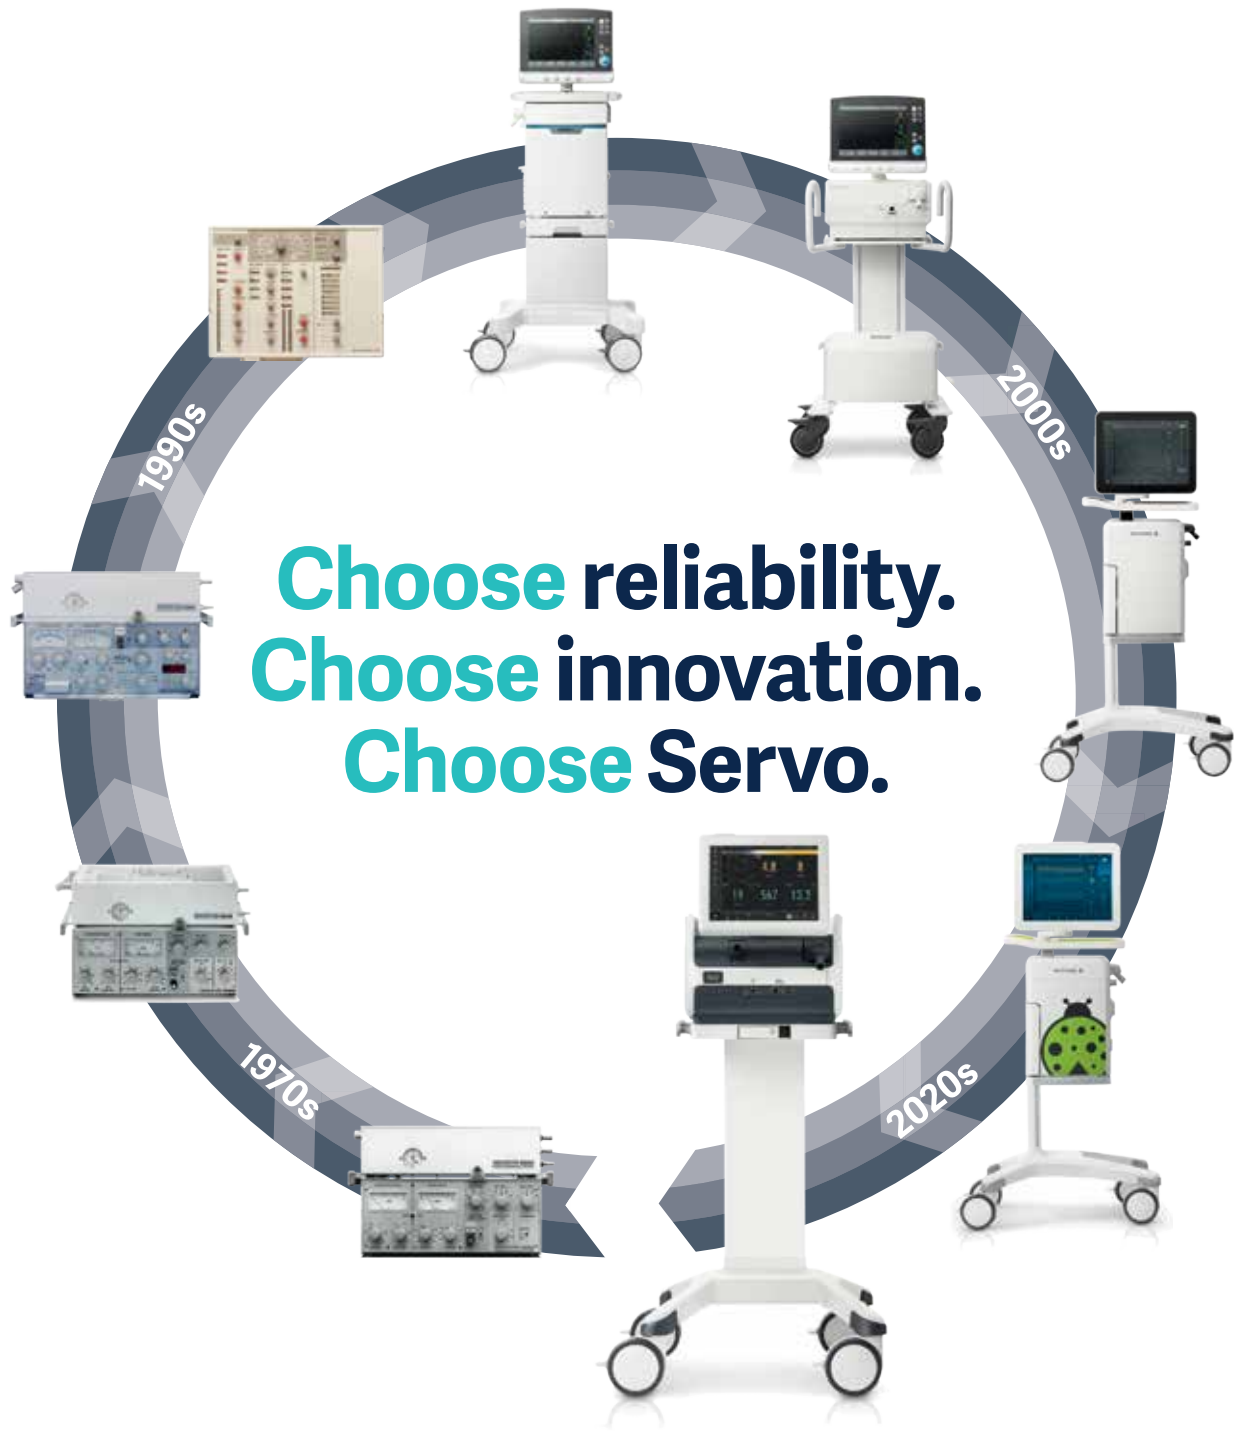 Choose reliability.
Choose innovation.
Choose Servo.
1970s
1990s
2000s
2020s